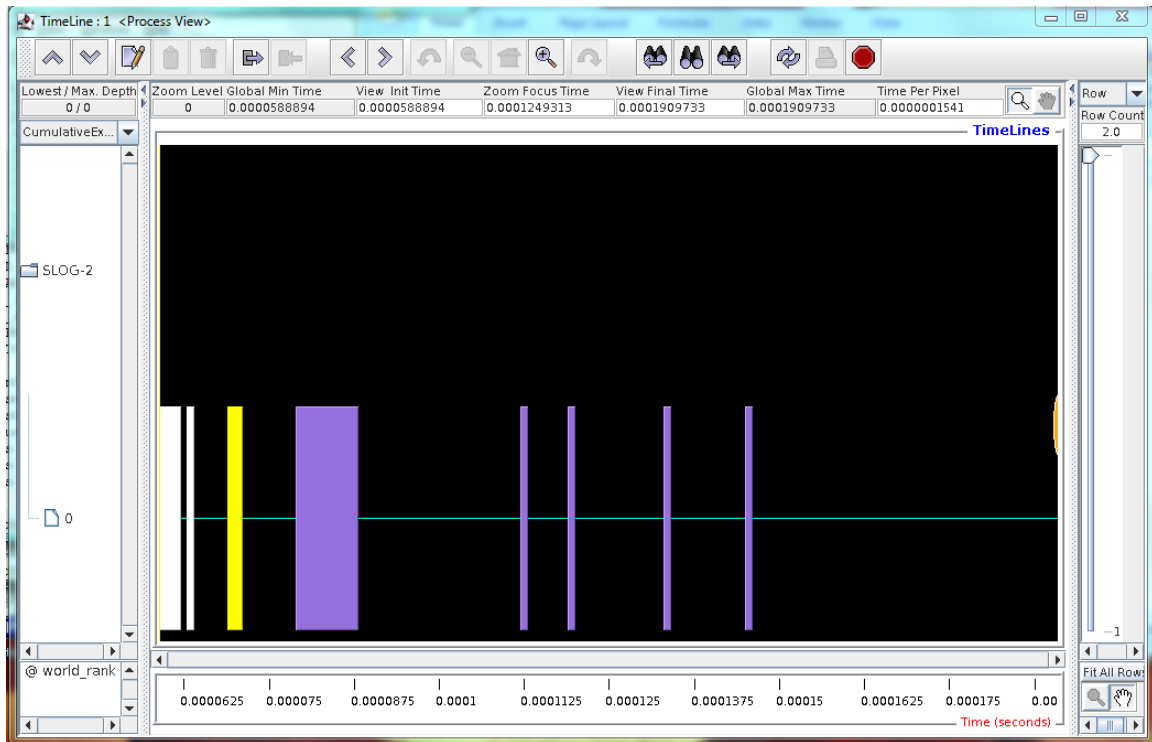 TimeLine : 1 <Process View>
Lowest / Max. Depth Zoom Level Global Min Time View Init Time Zoom Focus Time View Final Time Global Max Time Time Per Pixel Row
0 / 0 0 0.0000588894 0.0000588894 0.0001249313 0.0001909733 0.0001909733 0.0000001541
Row Count
CumulativeEx... 2.0
TimeLines
SLOG-2
0
1
@ world_rank
Fit All Rows
0.0000625 0.000075 0.0000875 0.0001 0.0001125 0.000125 0.0001375 0.00015 0.0001625 0.000175 0.00
Time (seconds)